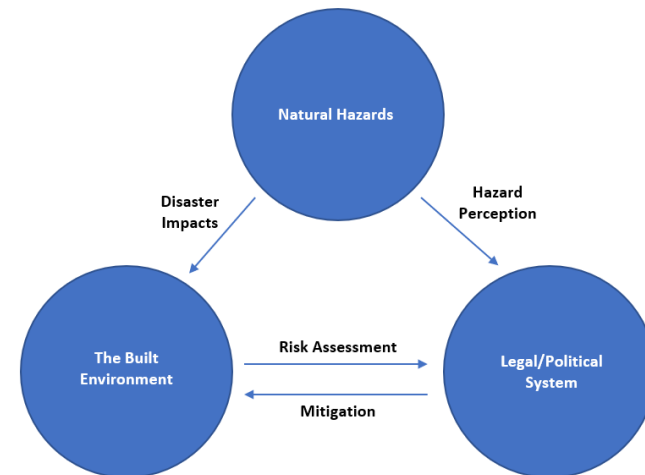 Natural Hazards
Disaster
Impacts
Hazard
Perception
The Built
Environment
Risk Assessment
Mitigation
Legal/Political
System